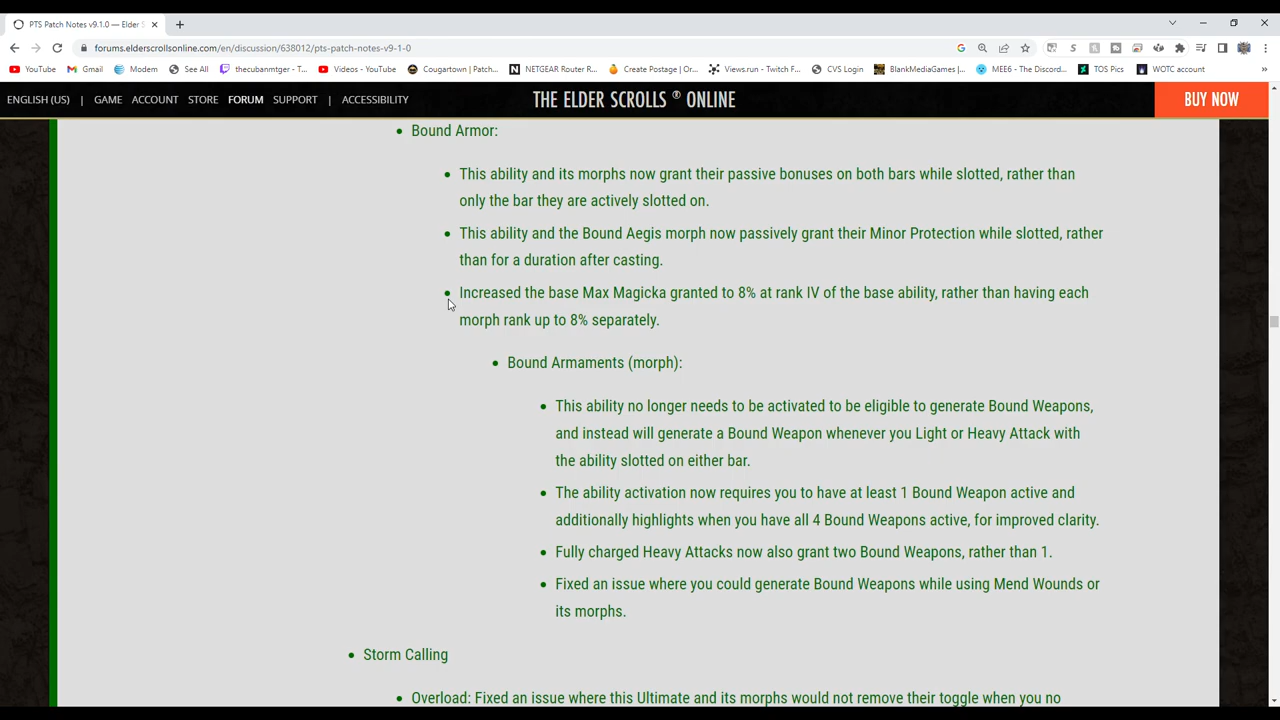 PTS Patch Notes v9.1.0 — Elder S
forums.elderscrollsonline.com/en/discussion/638012/pts-patch-notes-v9-1-0
YouTube Gmail Modem See All thecubanmtger - T... Videos - YouTube Cougartown | Patch... NETGEAR Router R... Create Postage | Or... Views.run - Twitch F... CVS Login BlankMediaGames |... MEE6 - The Discord... TOS Pics WOTC account »
ENGLISH (US) | GAME ACCOUNT STORE FORUM SUPPORT | ACCESSIBILITY THE ELDER SCROLLS ® ONLINE BUY NOW
• Bound Armor:
• This ability and its morphs now grant their passive bonuses on both bars while slotted, rather than
only the bar they are actively slotted on.
• This ability and the Bound Aegis morph now passively grant their Minor Protection while slotted, rather
than for a duration after casting.
• Increased the base Max Magicka granted to 8% at rank IV of the base ability, rather than having each
morph rank up to 8% separately.
• Bound Armaments (morph):
• This ability no longer needs to be activated to be eligible to generate Bound Weapons,
and instead will generate a Bound Weapon whenever you Light or Heavy Attack with
the ability slotted on either bar.
• The ability activation now requires you to have at least 1 Bound Weapon active and
additionally highlights when you have all 4 Bound Weapons active, for improved clarity.
• Fully charged Heavy Attacks now also grant two Bound Weapons, rather than 1.
• Fixed an issue where you could generate Bound Weapons while using Mend Wounds or
its morphs.
• Storm Calling
• Overload: Fixed an issue where this Ultimate and its morphs would not remove their toggle when you no